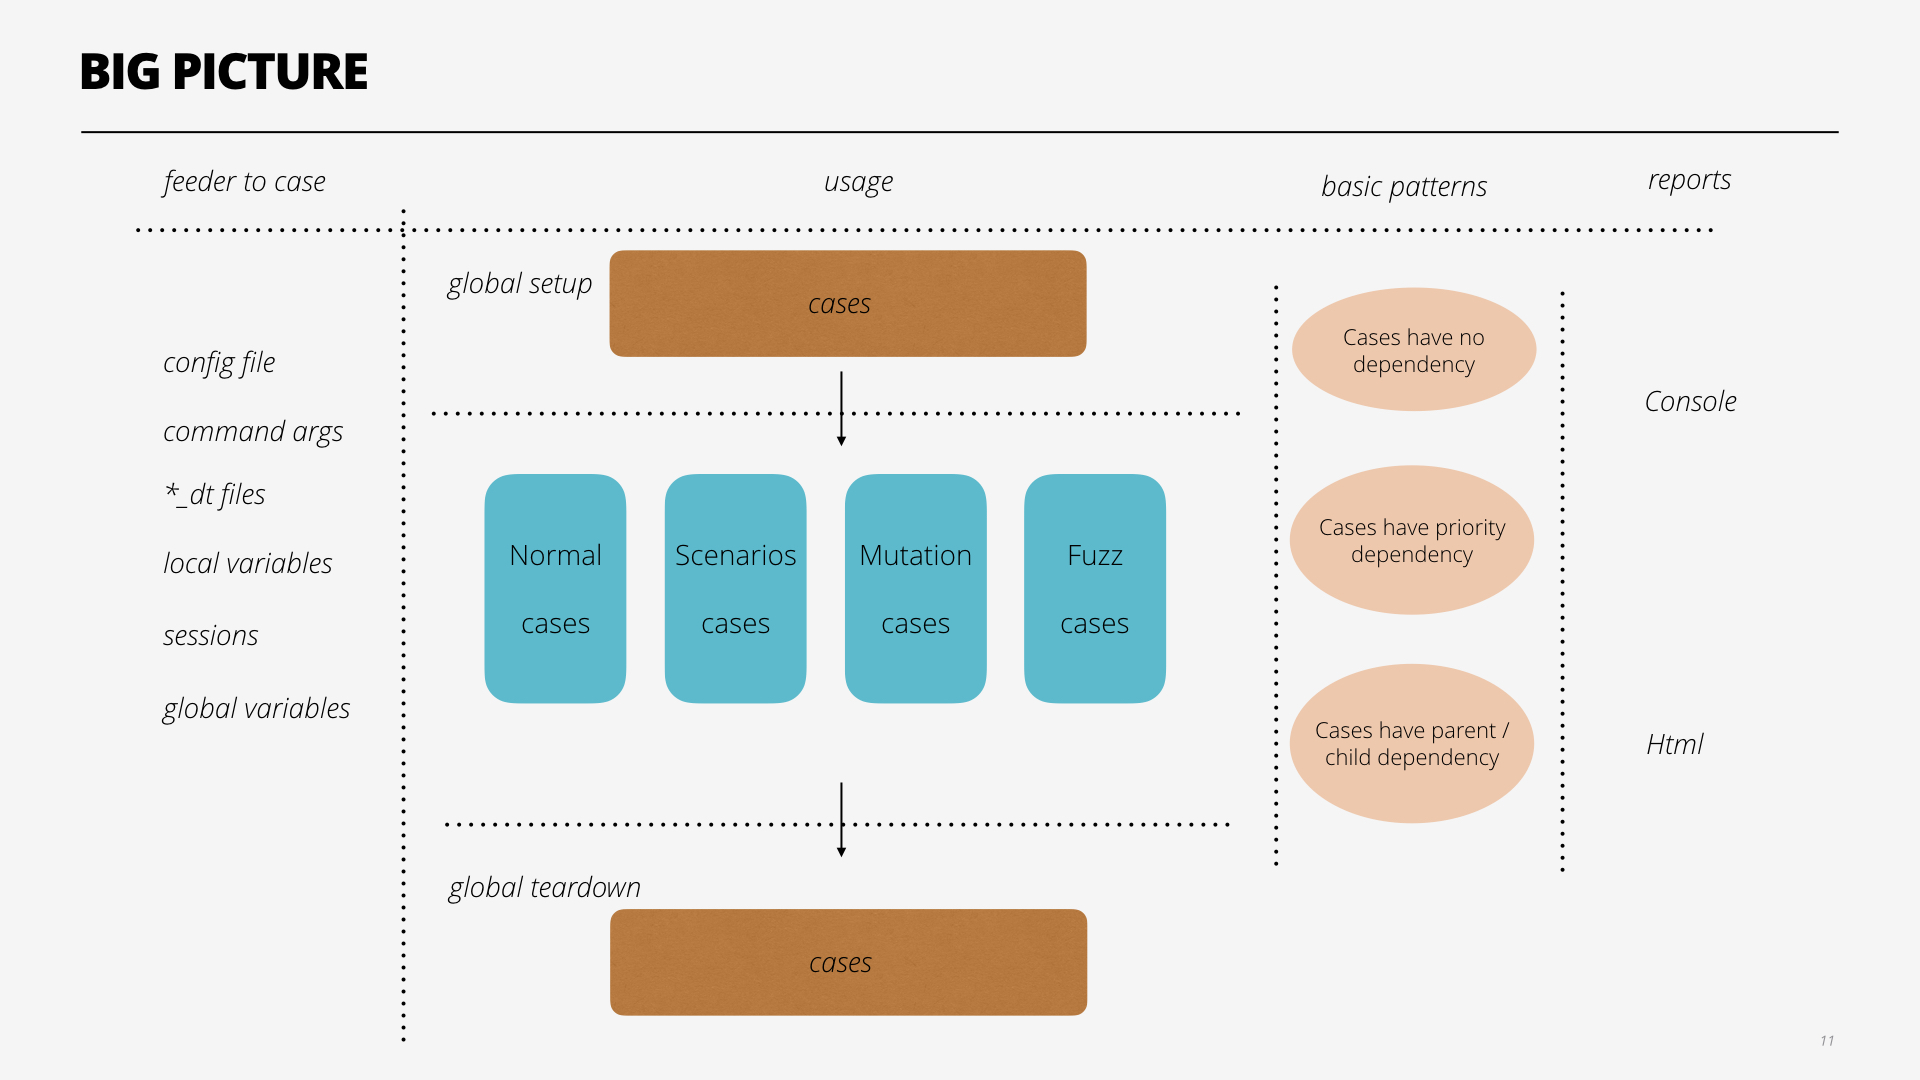 BIG PICTURE
feeder to case
usage
basic patterns
reports
config file
command args
*_dt files
local variables
sessions
global variables
global setup
cases
Normal
cases
Scenarios
cases
Mutation
cases
Fuzz
cases
global teardown
cases
Cases have no
dependency
Cases have priority
dependency
Cases have parent /
child dependency
Console
Html
11